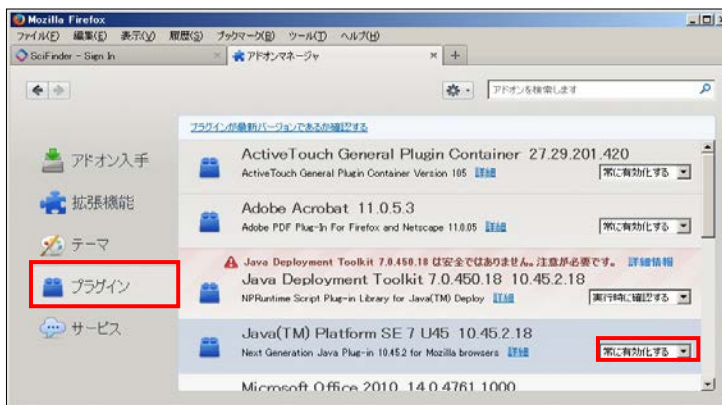 Mozilla Firefox
ファイル(F) 編集(E) 表示(V) 履歴(S) ブックマーク(B) ツール(T) ヘルプ(H)
SciFinder - Sign In × アドオンマネージャ × +
アドオンを検索します
プラグインが最新バージョンであるか確認する
アドオン入手
拡張機能
テーマ
プラグイン
サービス
ActiveTouch General Plugin Container 27.29.201.420
ActiveTouch General Plugin Container Version 105 詳細 常に有効化する
Adobe Acrobat 11.0.5.3
Adobe PDF Plug-In For Firefox and Netscape 11.0.05 詳細 常に有効化する
Java Deployment Toolkit 7.0.450.18 は安全ではありません。注意が必要です。 詳細情報
Java Deployment Toolkit 7.0.450.18 10.45.2.18
NPRuntime Script Plug-in Library for Java(TM) Deploy 詳細 実行時に確認する
Java(TM) Platform SE 7 U45 10.45.2.18
Next Generation Java Plug-in 10.45.2 for Mozilla browsers 詳細 常に有効化する
Microsoft Office 2010 14.0.4761.1000